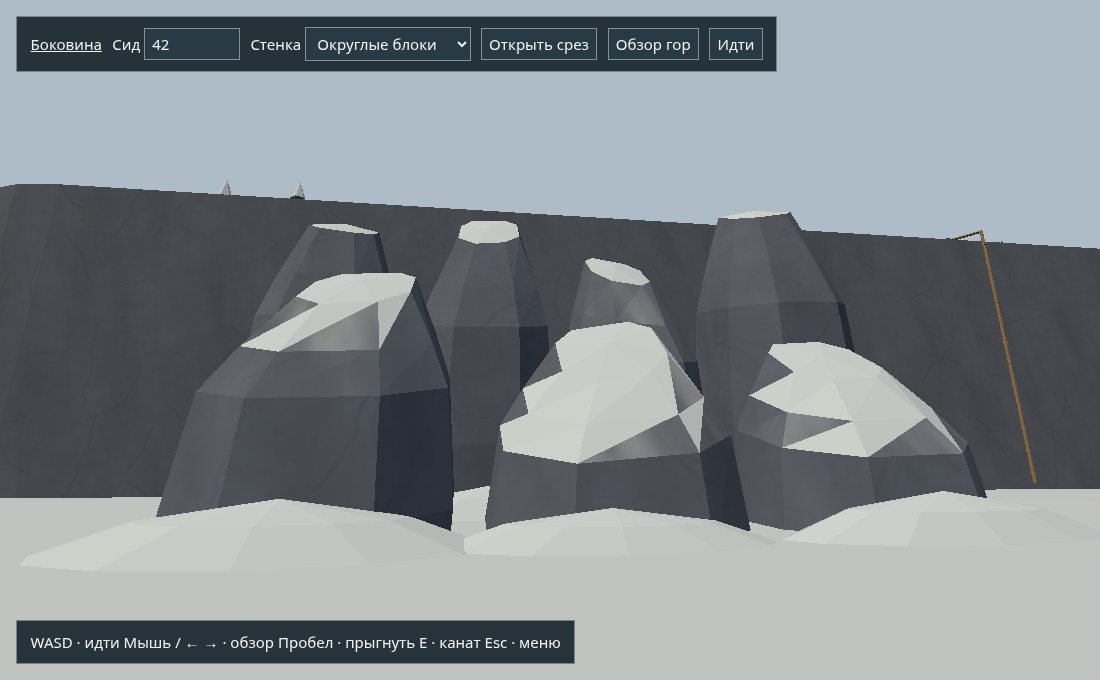 Боковина Сид 42 Стенка Округлые блоки Открыть срез Обзор гор Идти
WASD · идти Мышь / ← → · обзор Пробел · прыгнуть E · канат Esc · меню